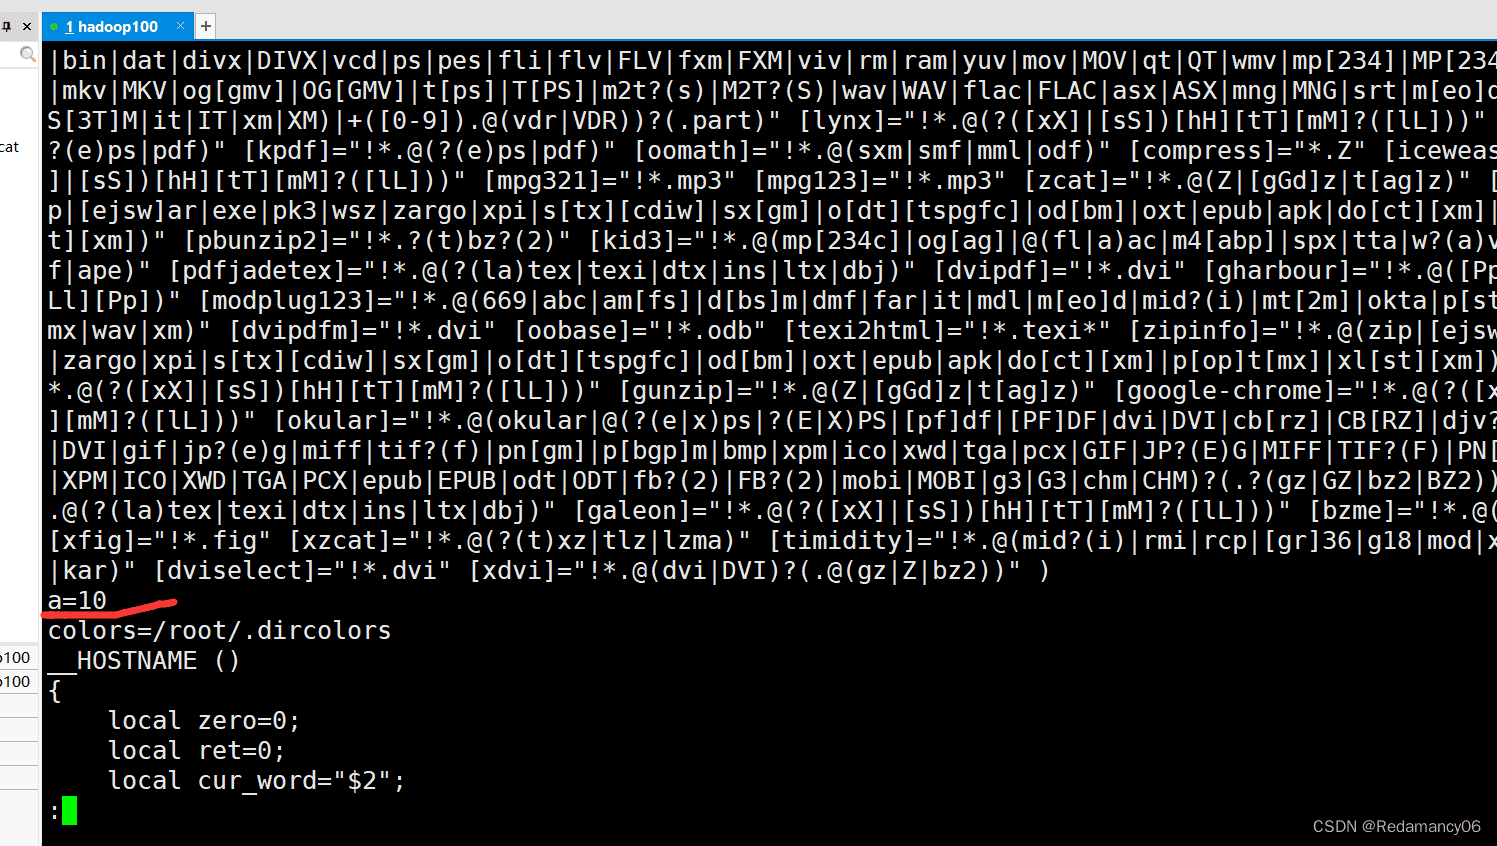 1 hadoop100
|bin|dat|divx|DIVX|vcd|ps|pes|fli|flv|FLV|fxm|FXM|viv|rm|ram|yuv|mov|MOV|qt|QT|wmv|mp[234]|MP[234
|mkv|MKV|og[gmv]|OG[GMV]|t[ps]|T[PS]|m2t?(s)|M2T?(S)|wav|WAV|flac|FLAC|asx|ASX|mng|MNG|srt|m[eo]d
S[3T]M|it|IT|xm|XM)|+([0-9]).@(vdr|VDR))?(.part)" [lynx]="!*.@(?([xX]|[sS])[hH][tT][mM]?([lL]))"
cat
?(e)ps|pdf)" [kpdf]="!*.@(?(e)ps|pdf)" [oomath]="!*.@(sxm|smf|mml|odf)" [compress]="*.Z" [iceweas
]|[sS])[hH][tT][mM]?([lL]))" [mpg321]="!*.mp3" [mpg123]="!*.mp3" [zcat]="!*.@(Z|[gGd]z|t[ag]z)" [
p|[ejsw]ar|exe|pk3|wsz|zargo|xpi|s[tx][cdiw]|sx[gm]|o[dt][tspgfc]|od[bm]|oxt|epub|apk|do[ct][xm]|
t][xm])" [pbunzip2]="!*.?(t)bz?(2)" [kid3]="!*.@(mp[234c]|og[ag]|@(fl|a)ac|m4[abp]|spx|tta|w?(a)v
f|ape)" [pdfjadetex]="!*.@(?(la)tex|texi|dtx|ins|ltx|dbj)" [dvipdf]="!*.dvi" [gharbour]="!*.@([Pp
Ll][Pp])" [modplug123]="!*.@(669|abc|am[fs]|d[bs]m|dmf|far|it|mdl|m[eo]d|mid?(i)|mt[2m]|okta|p[st
mx|wav|xm)" [dvipdfm]="!*.dvi" [oobase]="!*.odb" [texi2html]="!*.texi*" [zipinfo]="!*.@(zip|[ejsw
|zargo|xpi|s[tx][cdiw]|sx[gm]|o[dt][tspgfc]|od[bm]|oxt|epub|apk|do[ct][xm]|p[op]t[mx]|xl[st][xm])
*.@(?([xX]|[sS])[hH][tT][mM]?([lL]))" [gunzip]="!*.@(Z|[gGd]z|t[ag]z)" [google-chrome]="!*.@(?([x
][mM]?([lL]))" [okular]="!*.@(okular|@(?(e|x)ps|?(E|X)PS|[pf]df|[PF]DF|dvi|DVI|cb[rz]|CB[RZ]|djv?
|DVI|gif|jp?(e)g|miff|tif?(f)|pn[gm]|p[bgp]m|bmp|xpm|ico|xwd|tga|pcx|GIF|JP?(E)G|MIFF|TIF?(F)|PN[
|XPM|ICO|XWD|TGA|PCX|epub|EPUB|odt|ODT|fb?(2)|FB?(2)|mobi|MOBI|g3|G3|chm|CHM)?(.?(gz|GZ|bz2|BZ2))
.@(?(la)tex|texi|dtx|ins|ltx|dbj)" [galeon]="!*.@(?([xX]|[sS])[hH][tT][mM]?([lL]))" [bzme]="!*.@(
[xfig]="!*.fig" [xzcat]="!*.@(?(t)xz|tlz|lzma)" [timidity]="!*.@(mid?(i)|rmi|rcp|[gr]36|g18|mod|x
|kar)" [dviselect]="!*.dvi" [xdvi]="!*.@(dvi|DVI)?(.@(gz|Z|bz2))" )
a=10
colors=/root/.dircolors
__HOSTNAME ()
p100
{
p100
local zero=0;
local ret=0;
local cur_word="$2";
:
CSDN @Redamancy06